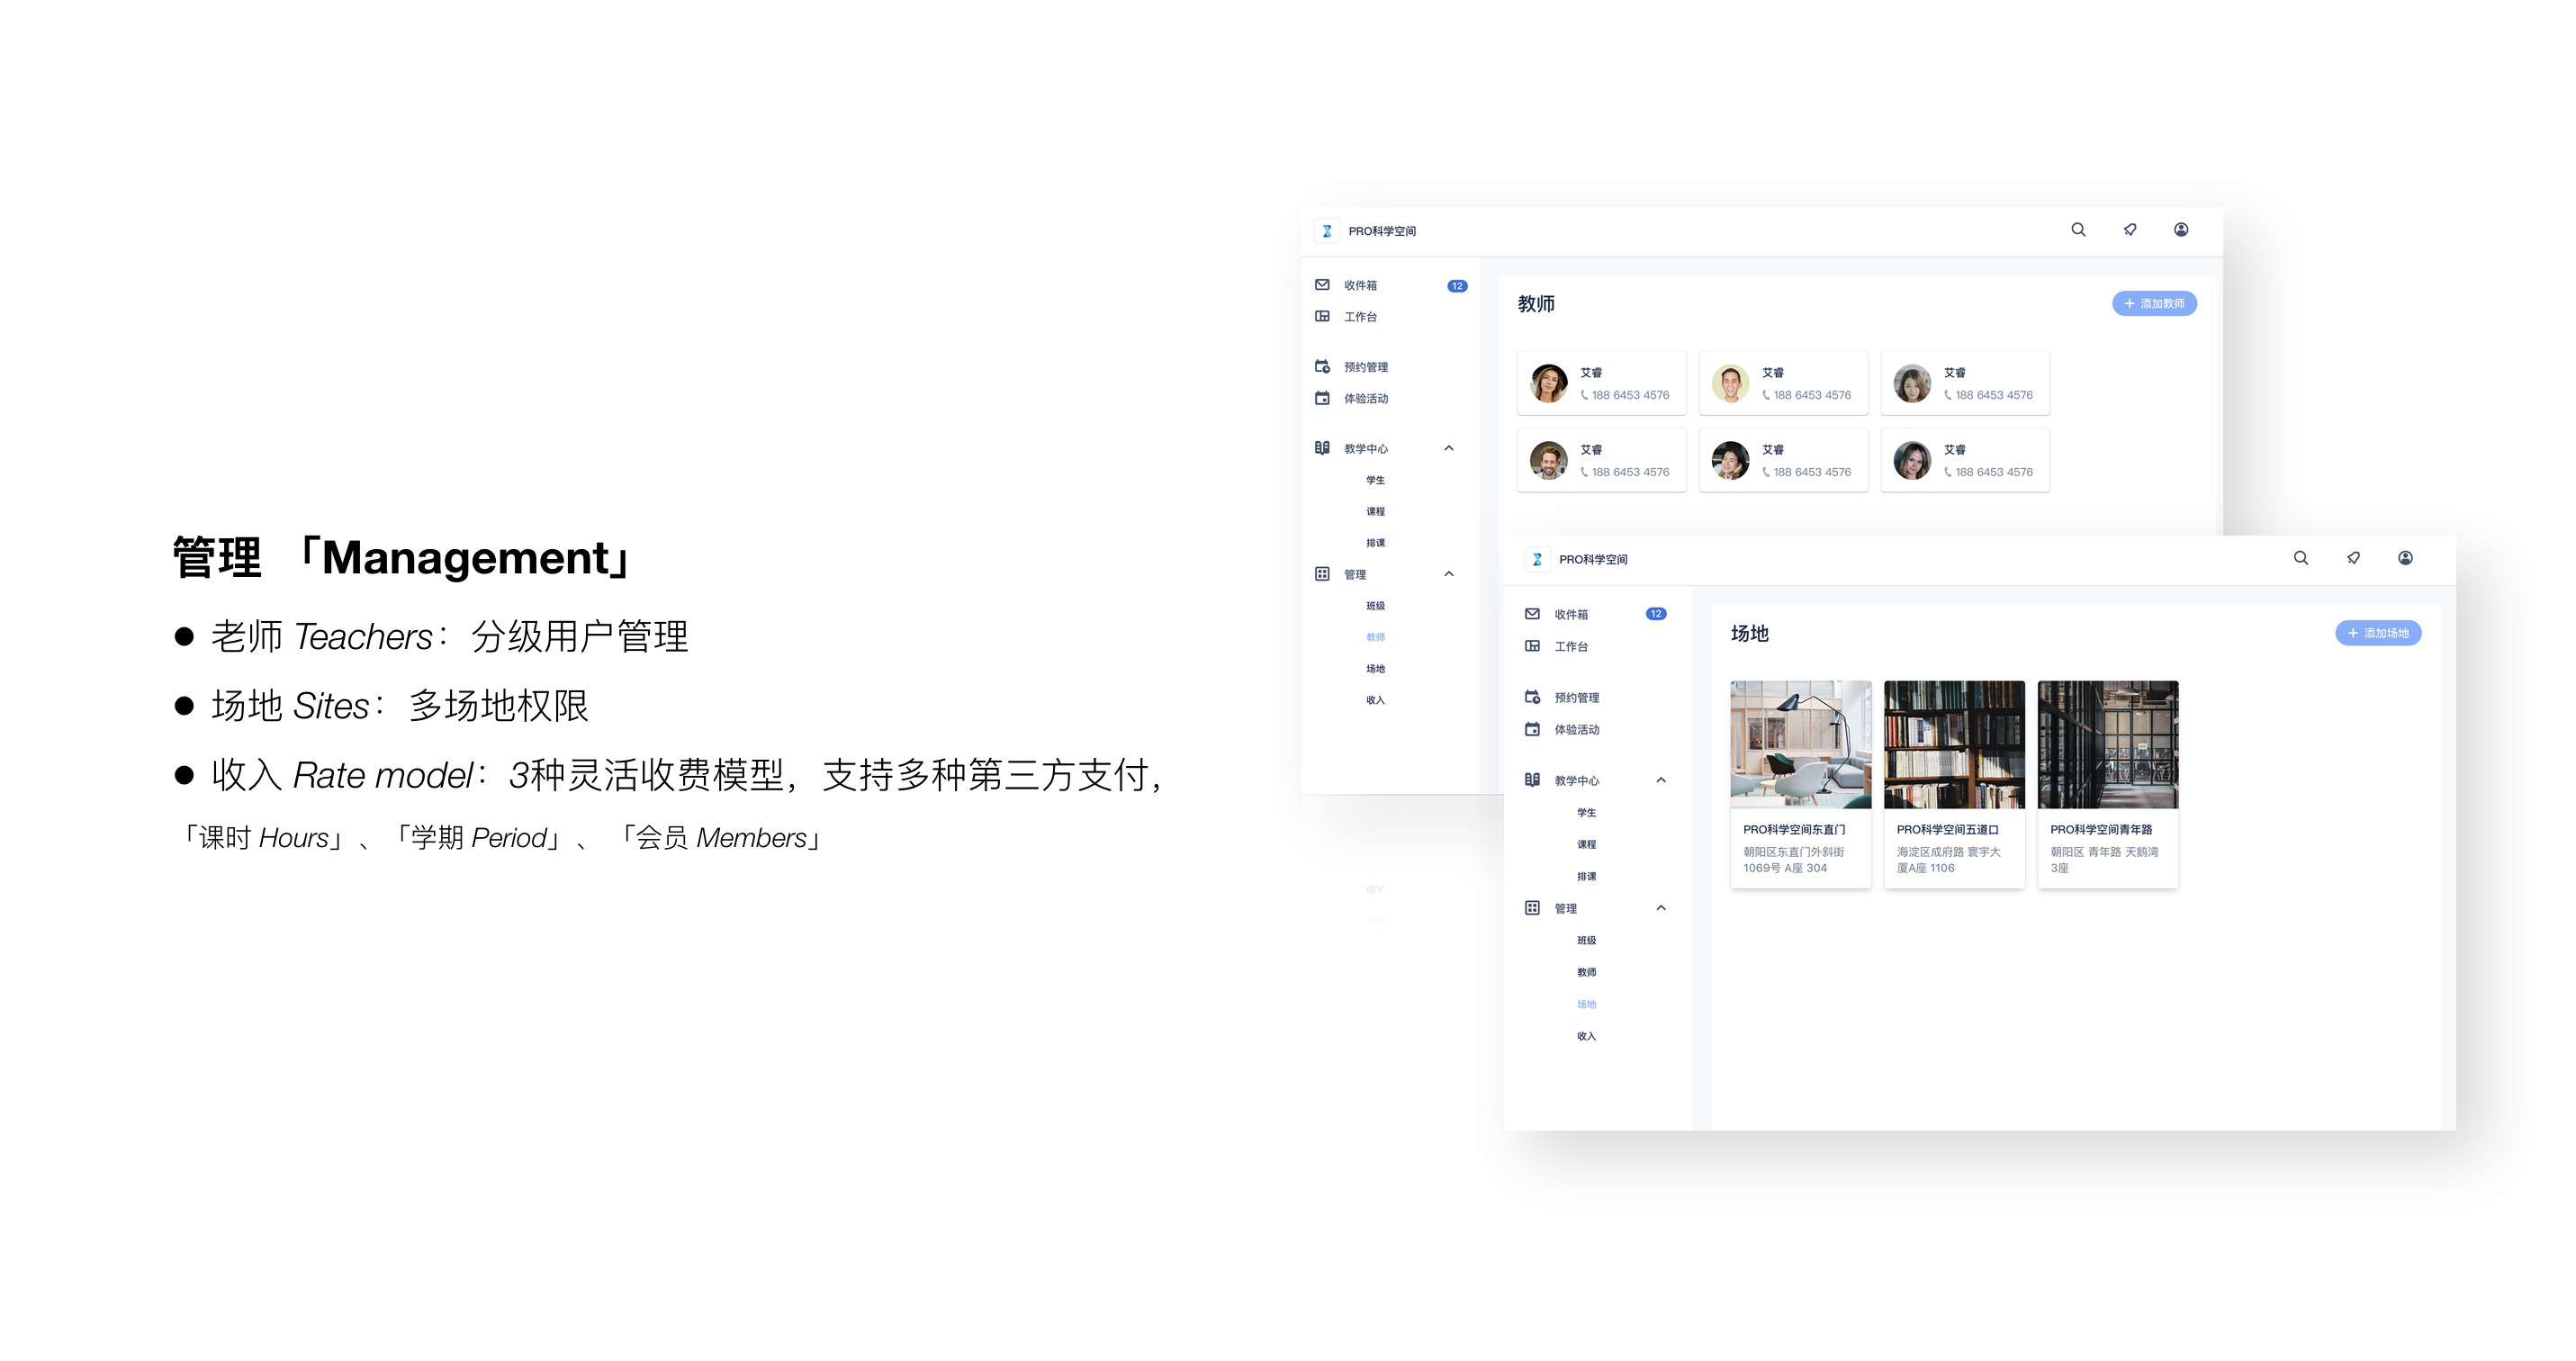 管理 「Management」
● 老师 Teachers：分级用户管理
● 场地 Sites：多场地权限
● 收入 Rate model：3种灵活收费模型，支持多种第三方支付，
「课时 Hours」、「学期 Period」、「会员 Members」
PRO科学空间
收件箱 12
工作台
预约管理
体验活动
教学中心
学生
课程
排课
管理
班级
教师
场地
收入
教师
+ 添加教师
艾睿
188 6453 4576
艾睿
188 6453 4576
艾睿
188 6453 4576
艾睿
188 6453 4576
艾睿
188 6453 4576
艾睿
188 6453 4576
PRO科学空间
收件箱 12
工作台
预约管理
体验活动
教学中心
学生
课程
排课
管理
班级
教师
场地
收入
场地
+ 添加场地
PRO科学空间东直门
朝阳区东直门外斜街
1069号 A座 304
PRO科学空间五道口
海淀区成府路 寰宇大
厦A座 1106
PRO科学空间青年路
朝阳区 青年路 天鹅湾
3座